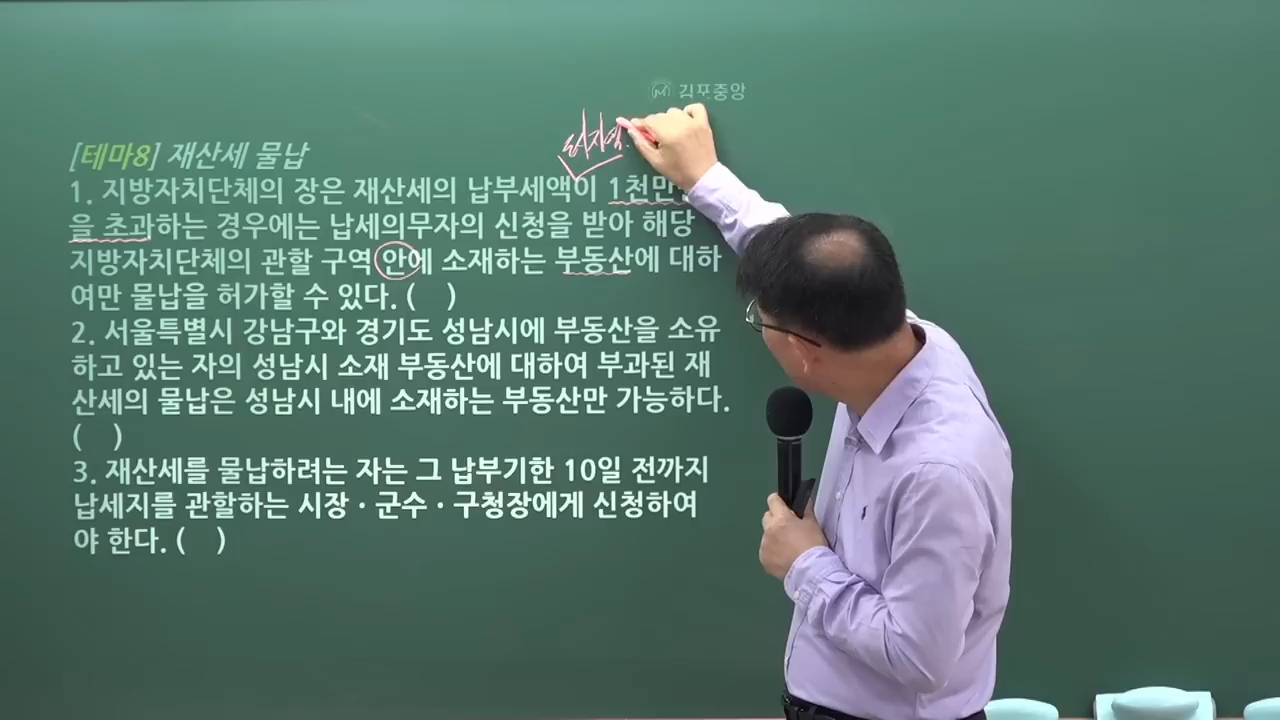 김포중앙
[테마8] 재산세 물납
1. 지방자치단체의 장은 재산세의 납부세액이 1천만
을 초과하는 경우에는 납세의무자의 신청을 받아 해당
지방자치단체의 관할 구역 안에 소재하는 부동산에 대하
여만 물납을 허가할 수 있다. ( )
2. 서울특별시 강남구와 경기도 성남시에 부동산을 소유
하고 있는 자의 성남시 소재 부동산에 대하여 부과된 재
산세의 물납은 성남시 내에 소재하는 부동산만 가능하다.
( )
3. 재산세를 물납하려는 자는 그 납부기한 10일 전까지
납세지를 관할하는 시장 · 군수 · 구청장에게 신청하여
야 한다. ( )